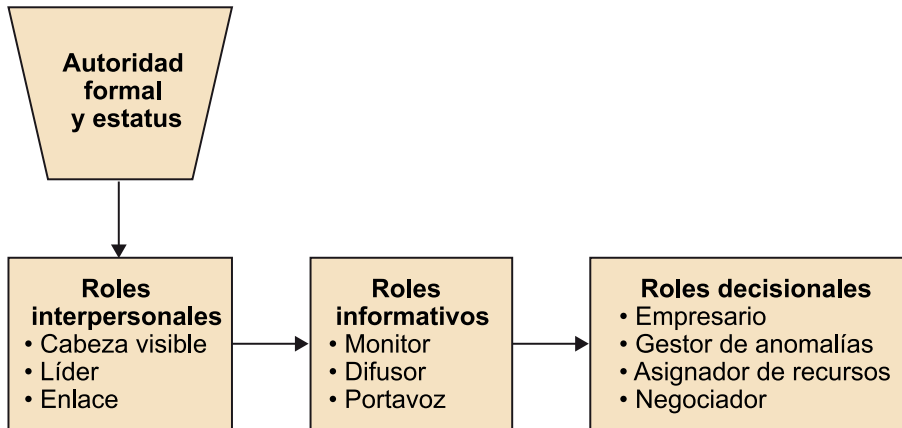 Autoridad
formal
y estatus
Roles
interpersonales
• Cabeza visible
• Líder
• Enlace
Roles
informativos
• Monitor
• Difusor
• Portavoz
Roles decisionales
• Empresario
• Gestor de anomalías
• Asignador de recursos
• Negociador